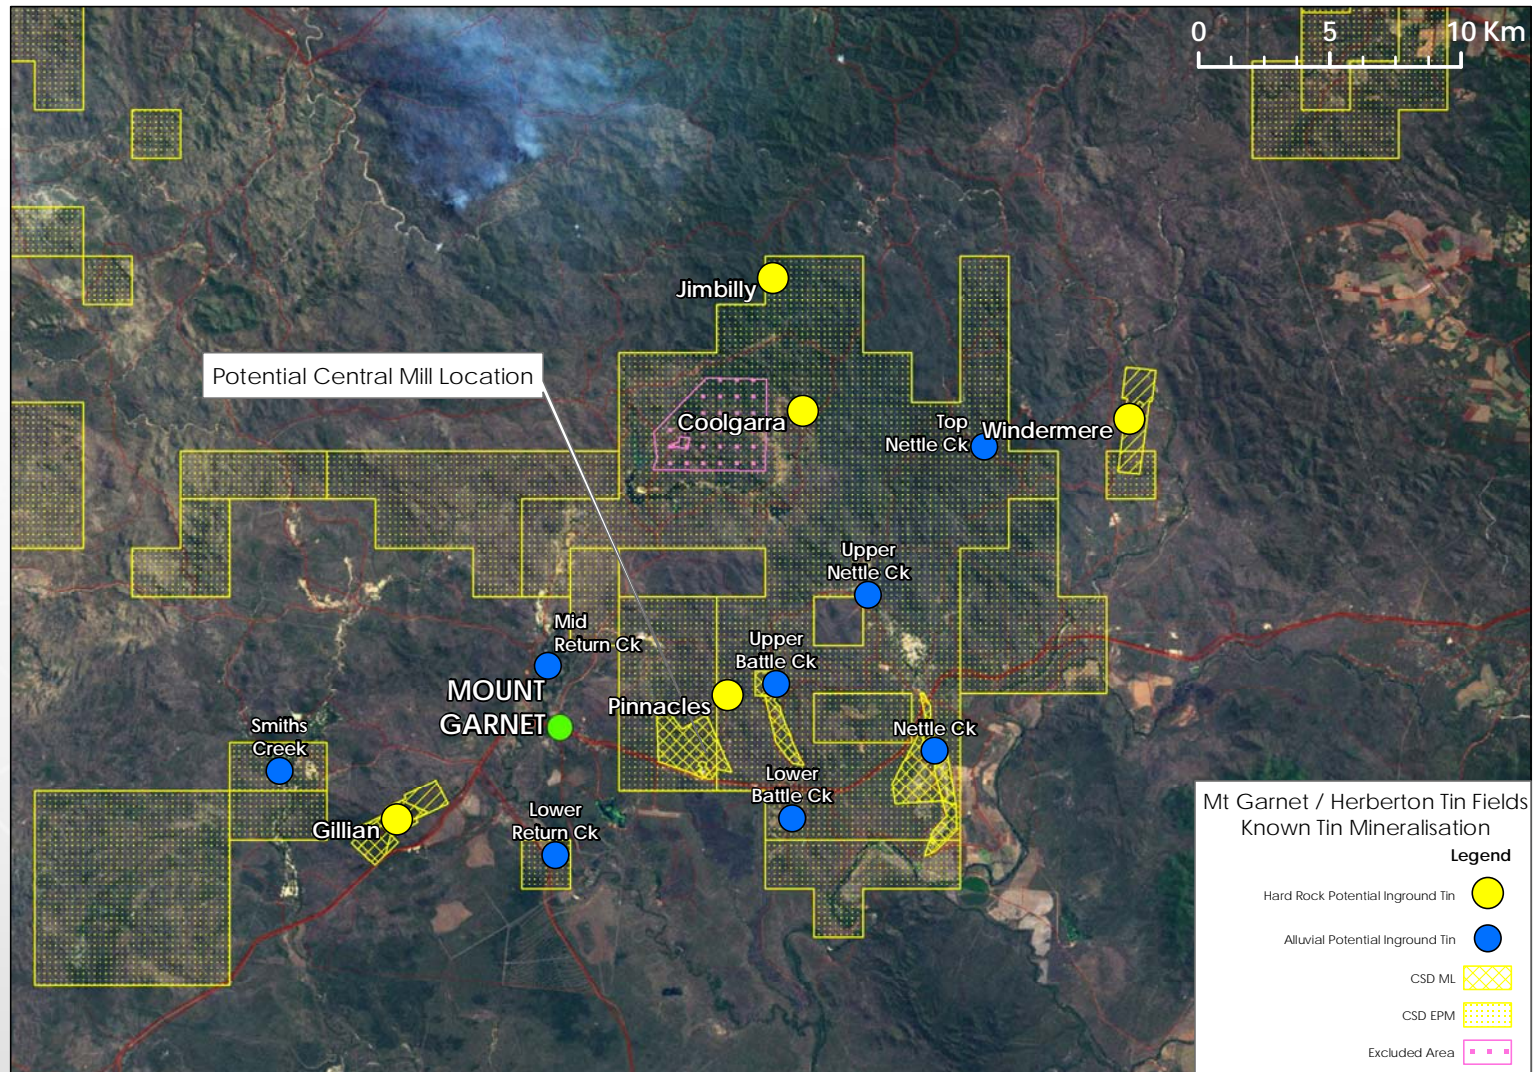 0 5 10 Km
Jimbilly
Potential Central Mill Location
Coolgarra
Top
Nettle Ck
Windermere
Upper
Nettle Ck
Mid
Return Ck
Upper
Battle Ck
MOUNT
GARNET
Pinnacles
Smiths
Creek
Nettle Ck
Lower
Battle Ck
Gillian
Lower
Return Ck
Mt Garnet / Herberton Tin Fields
Known Tin Mineralisation
Legend
Hard Rock Potential Inground Tin
Alluvial Potential Inground Tin
CSD ML
CSD EPM
Excluded Area